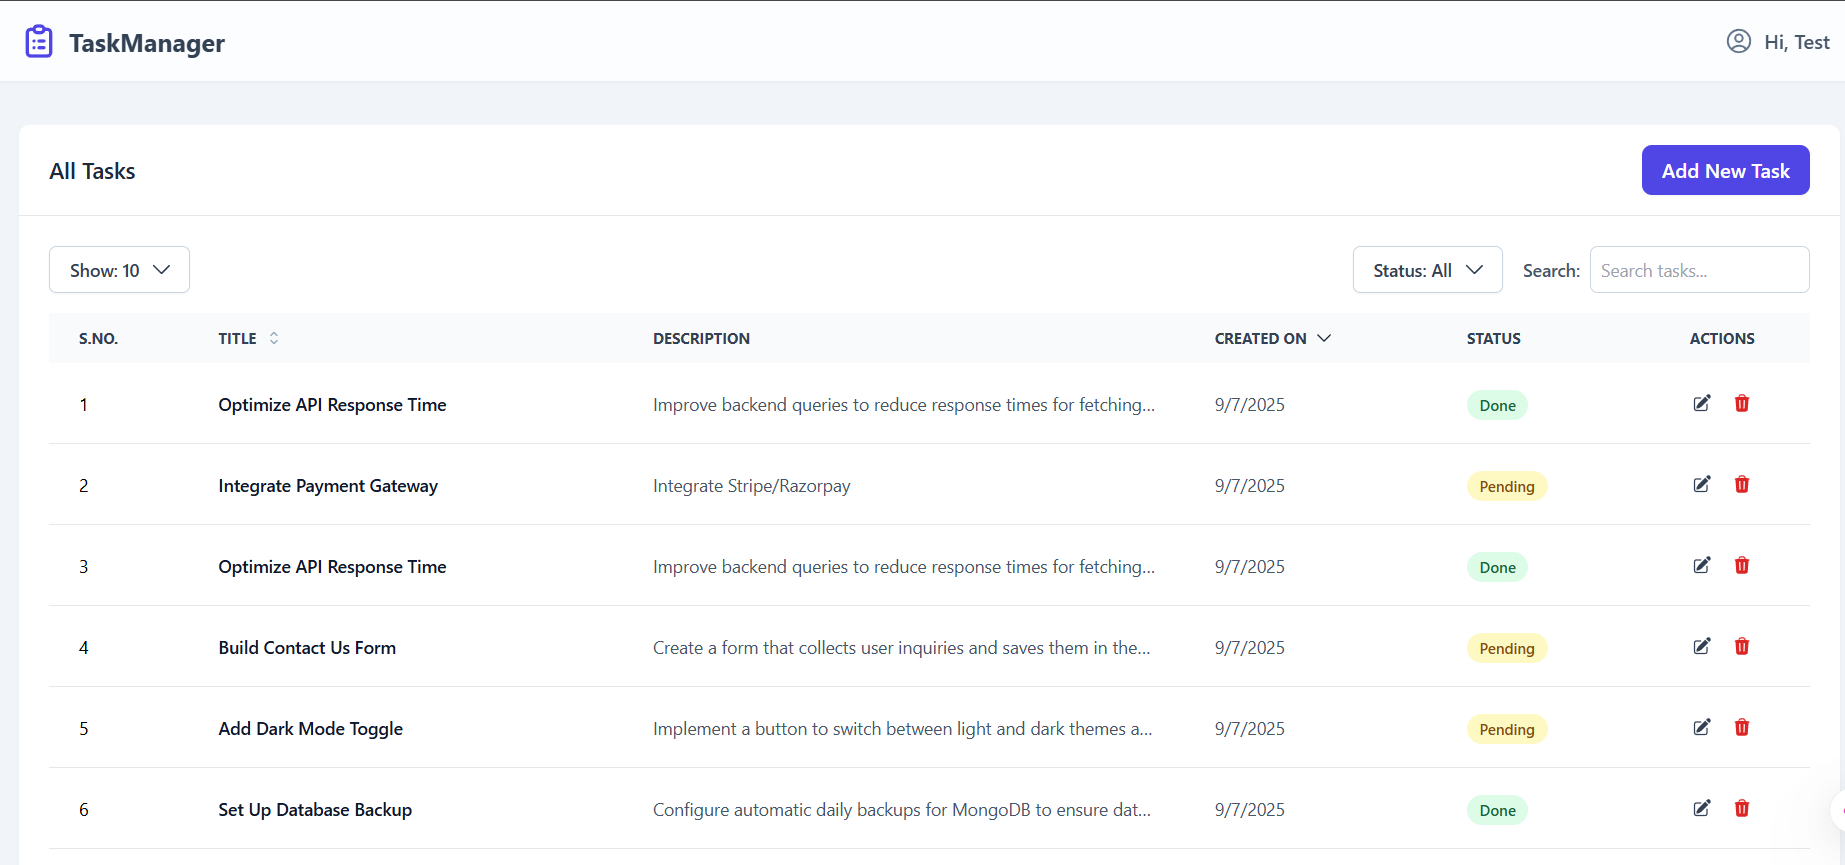 TaskManager
Hi, Test
All Tasks
Add New Task
Show: 10
Status: All
Search:
Search tasks...
S.NO. TITLE DESCRIPTION CREATED ON STATUS ACTIONS
1 Optimize API Response Time Improve backend queries to reduce response times for fetching... 9/7/2025 Done
2 Integrate Payment Gateway Integrate Stripe/Razorpay 9/7/2025 Pending
3 Optimize API Response Time Improve backend queries to reduce response times for fetching... 9/7/2025 Done
4 Build Contact Us Form Create a form that collects user inquiries and saves them in the... 9/7/2025 Pending
5 Add Dark Mode Toggle Implement a button to switch between light and dark themes a... 9/7/2025 Pending
6 Set Up Database Backup Configure automatic daily backups for MongoDB to ensure dat... 9/7/2025 Done